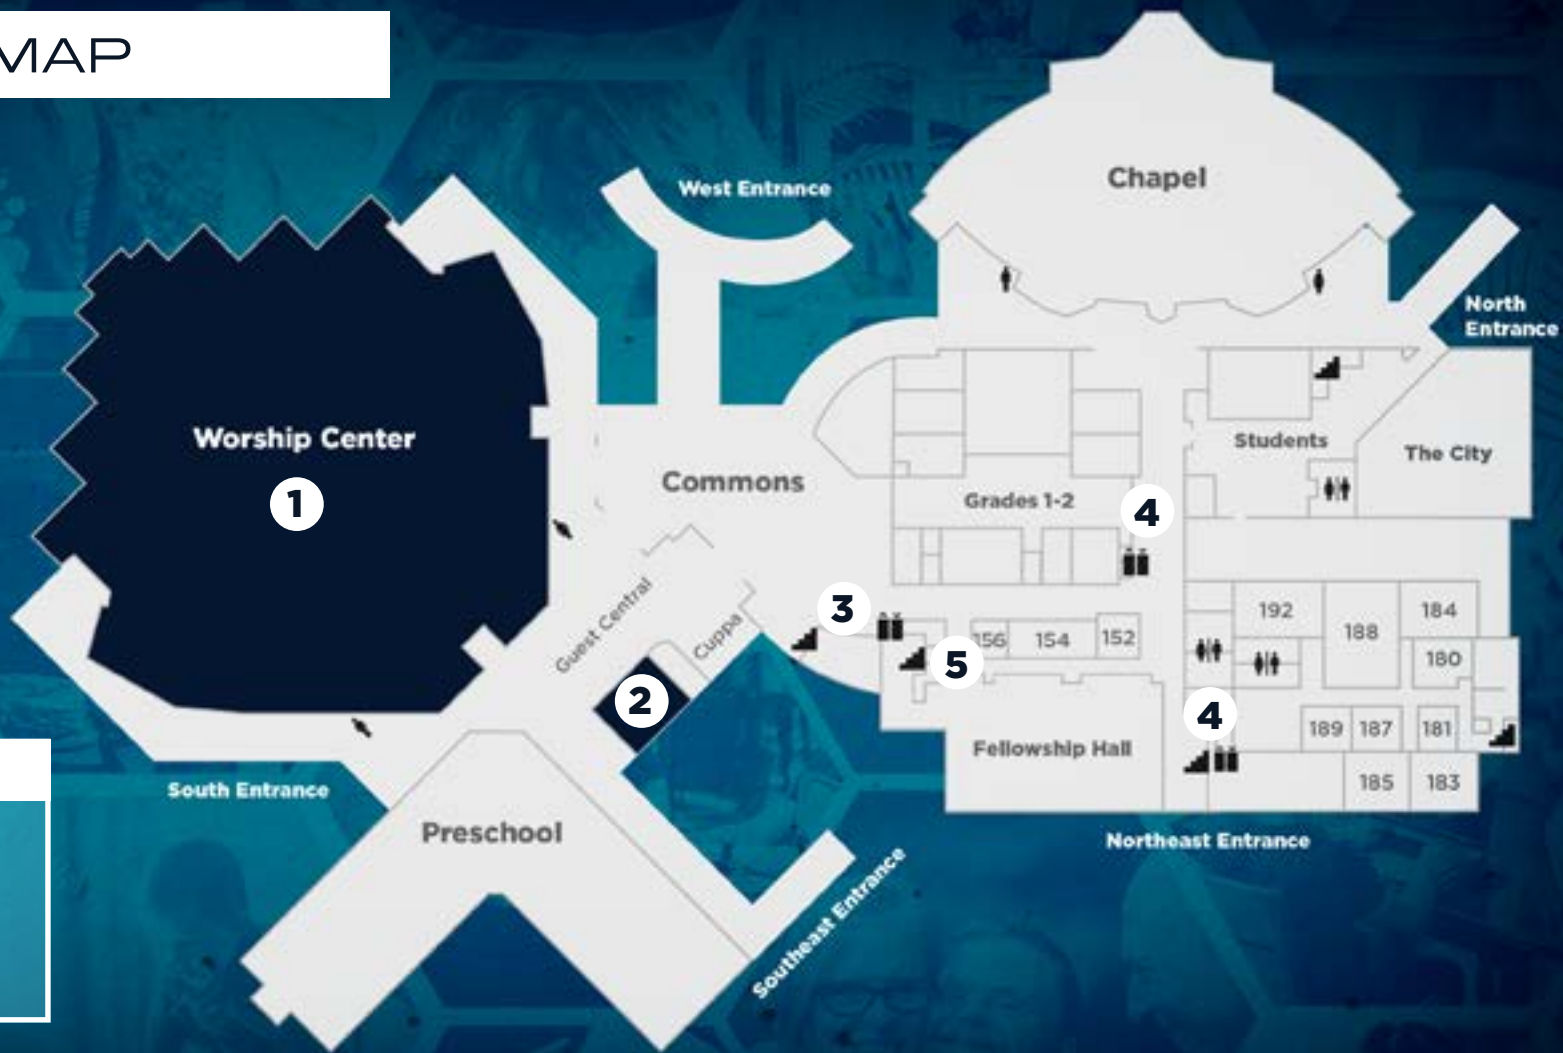 MAP
West Entrance
Chapel
North
Entrance
Worship Center
1
Commons
Students
The City
Grades 1-2
4
Guest Central
Cuppa
3
5
156
154
152
192
188
184
180
2
4
189
187
181
185
183
Fellowship Hall
South Entrance
Preschool
Northeast Entrance
Southeast Entrance